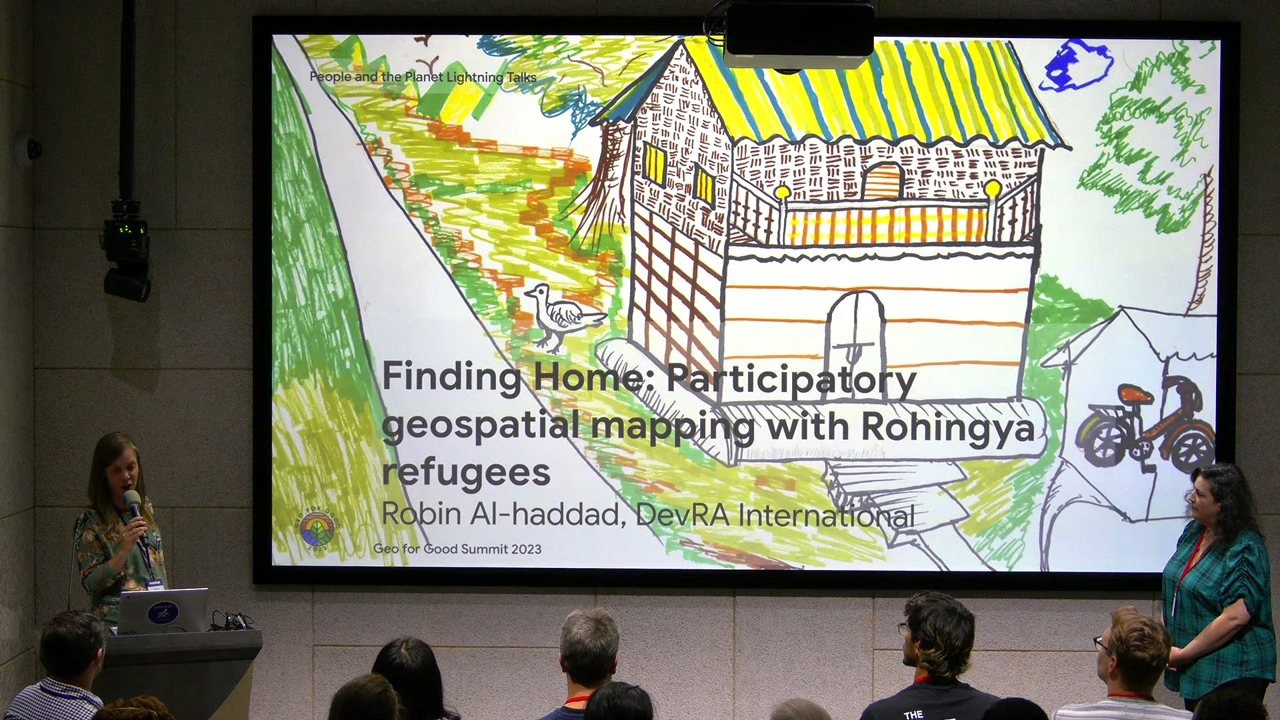 People and the Planet Lightning Talks
Finding Home: Participatory
geospatial mapping with Rohingya
refugees
Robin Al-haddad, DevRA International
Geo for Good Summit 2023
THE